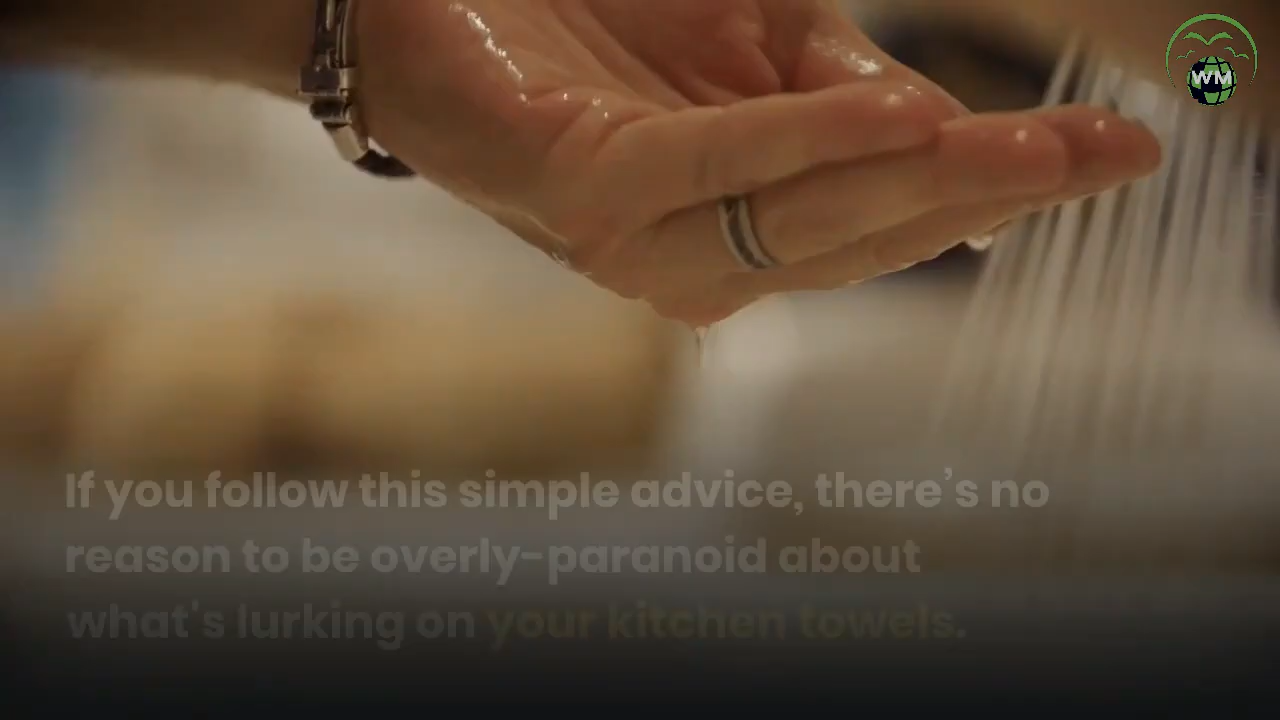 WM
If you follow this simple advice, there’s no
reason to be overly-paranoid about
what's lurking on your kitchen towels.